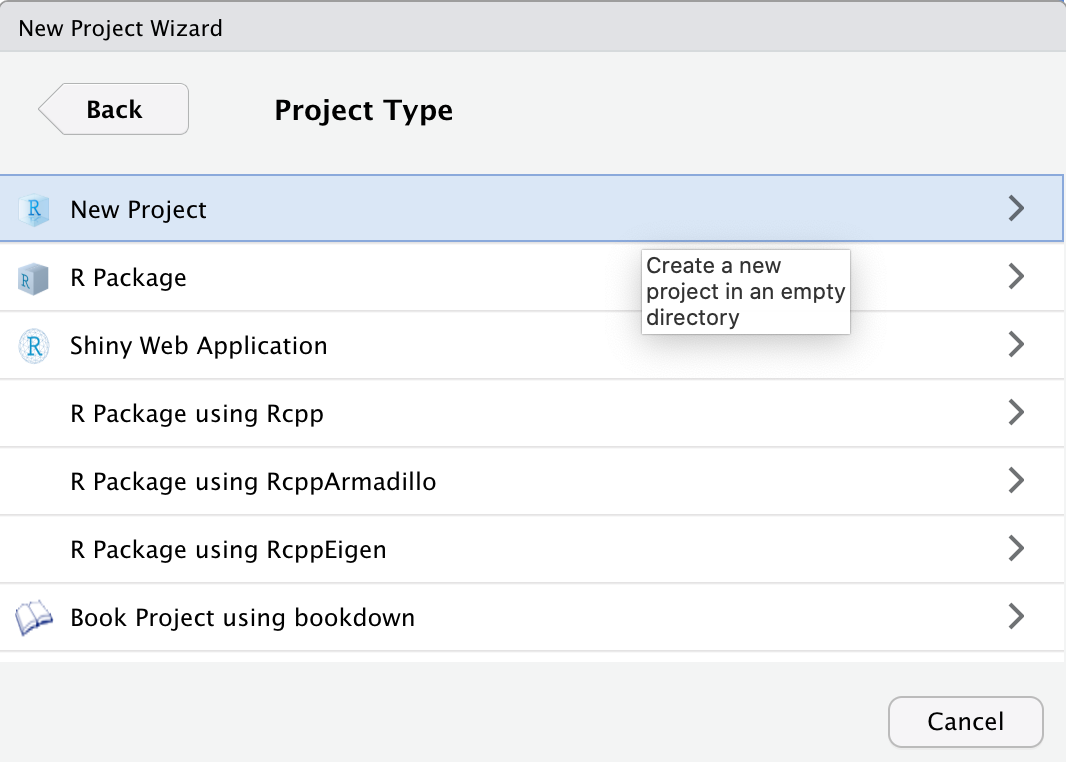 New Project Wizard
Back
Project Type
R New Project
R R Package
Create a new
project in an empty
directory
R Shiny Web Application
R Package using Rcpp
R Package using RcppArmadillo
R Package using RcppEigen
Book Project using bookdown
Cancel